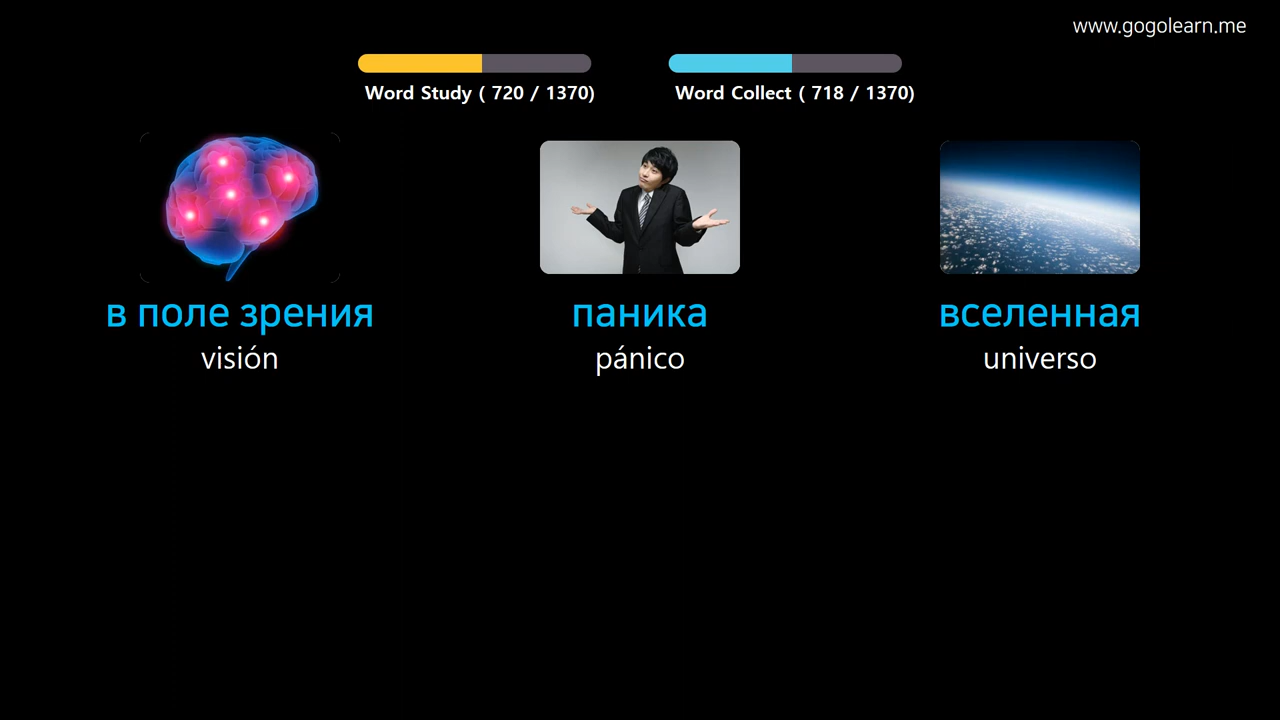 www.gogolearn.me
Word Study ( 720 / 1370)
Word Collect ( 718 / 1370)
в поле зрения
visión
паника
pánico
вселенная
universo